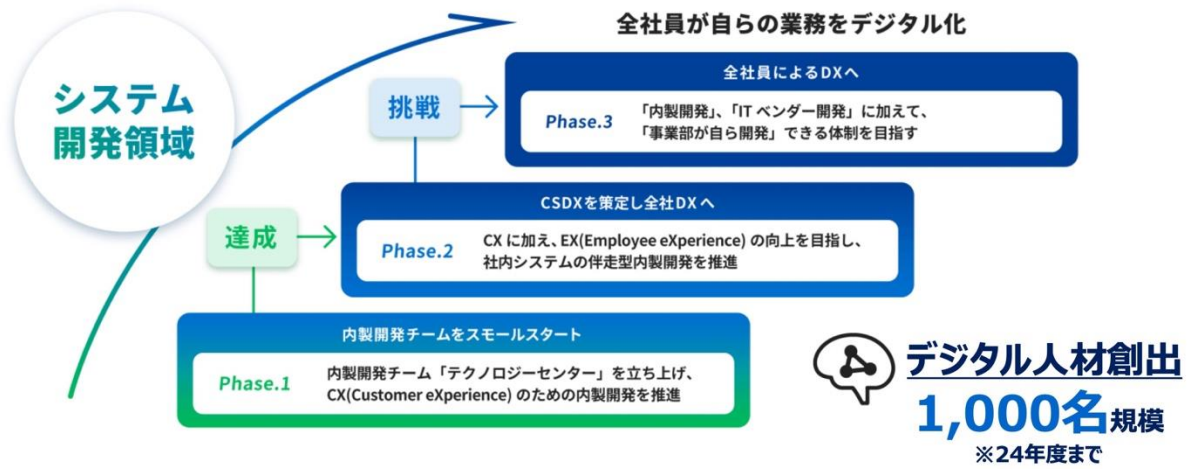 全社員が自らの業務をデジタル化
システム
開発領域
挑戦
全社員によるDXへ
Phase.3
「内製開発」、「IT ベンダー開発」に加えて、
「事業部が自ら開発」できる体制を目指す
達成
CSDXを策定し全社DXへ
Phase.2
CX に加え、EX(Employee eXperience) の向上を目指し、
社内システムの伴走型内製開発を推進
内製開発チームをスモールスタート
Phase.1
内製開発チーム「テクノロジーセンター」を立ち上げ、
CX(Customer eXperience) のための内製開発を推進
デジタル人材創出
1,000名規模
※24年度まで